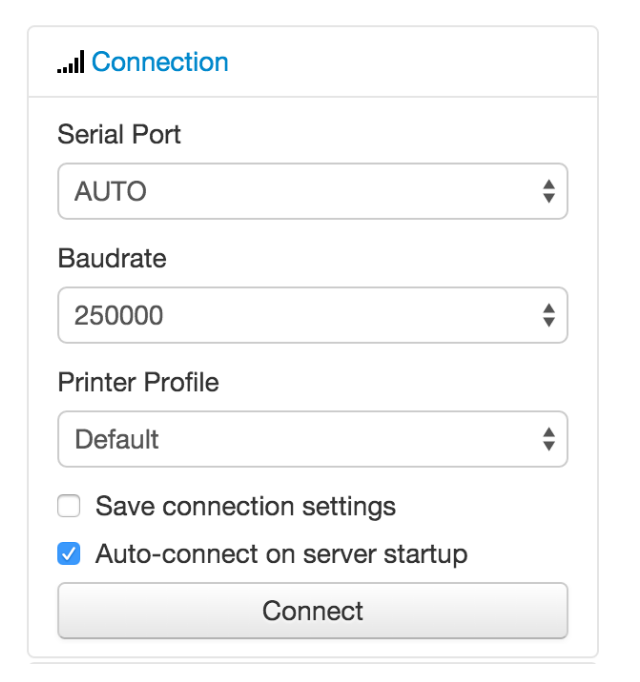 Connection
Serial Port
AUTO
Baudrate
250000
Printer Profile
Default
Save connection settings
Auto-connect on server startup
Connect